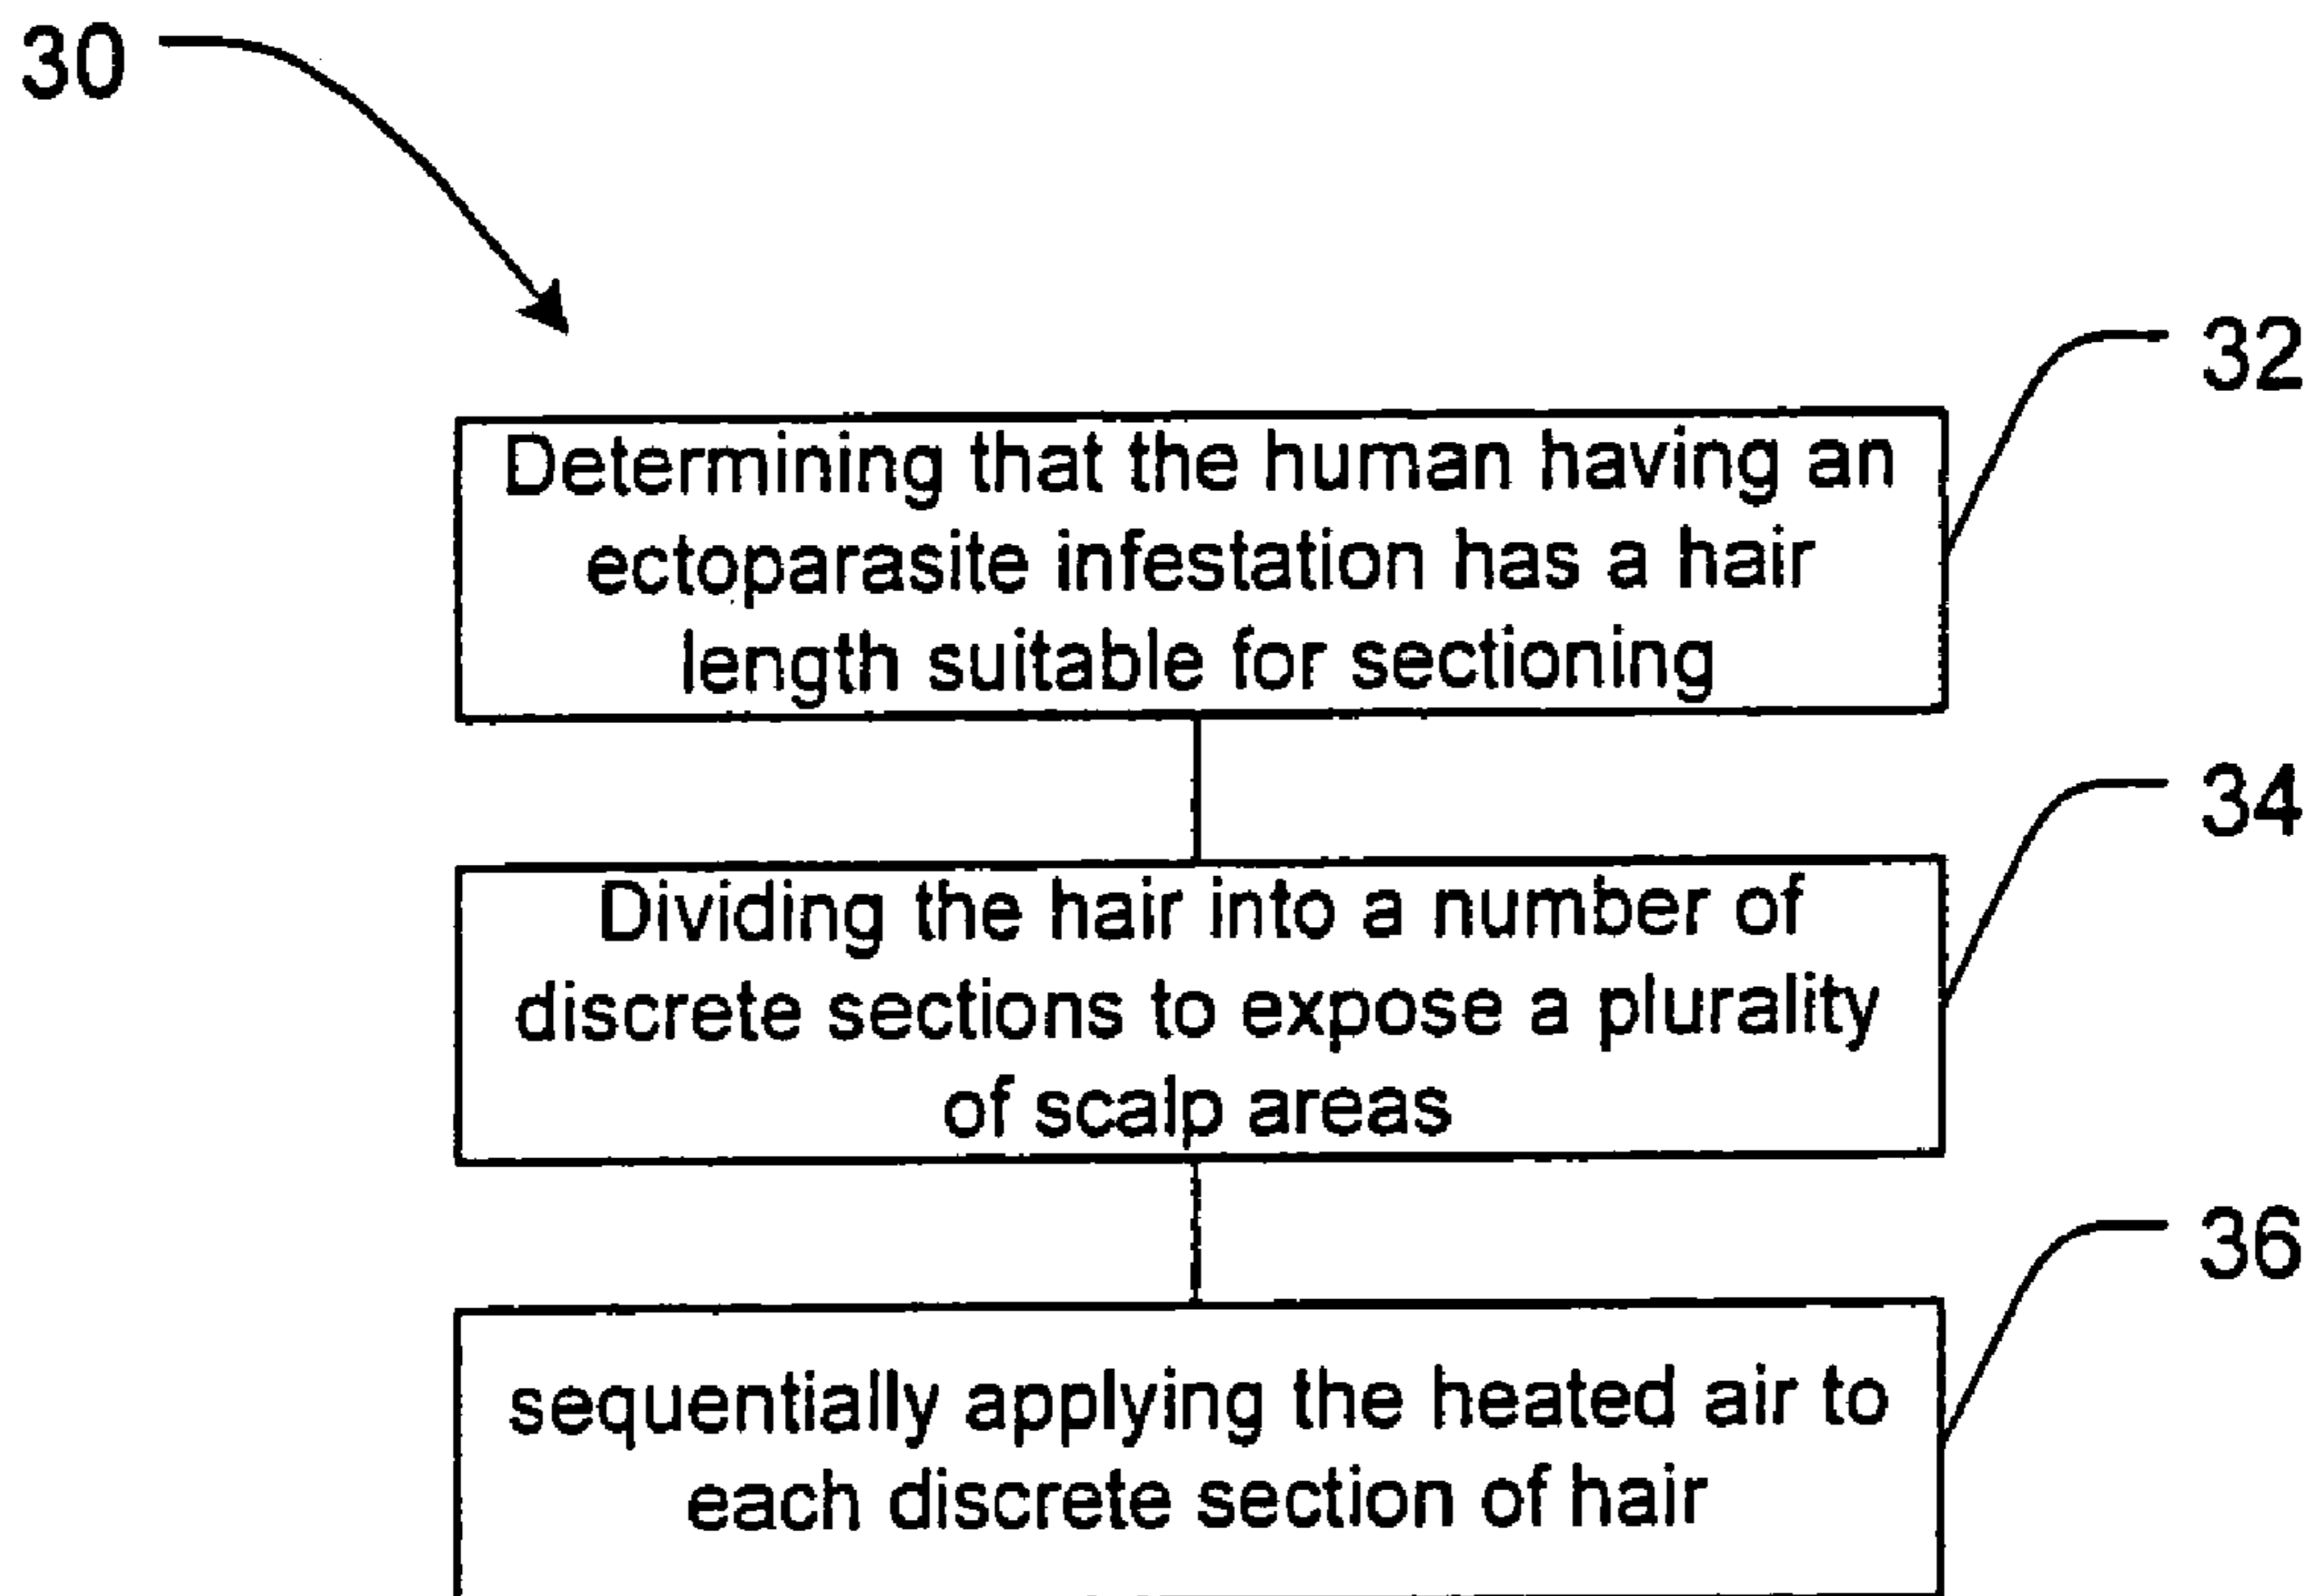 30
32
Determining that the human having an
ectoparasite infestation has a hair
length suitable for sectioning
34
Dividing the hair into a number of
discrete sections to expose a plurality
of scalp areas
36
sequentially applying the heated air to
each discrete section of hair